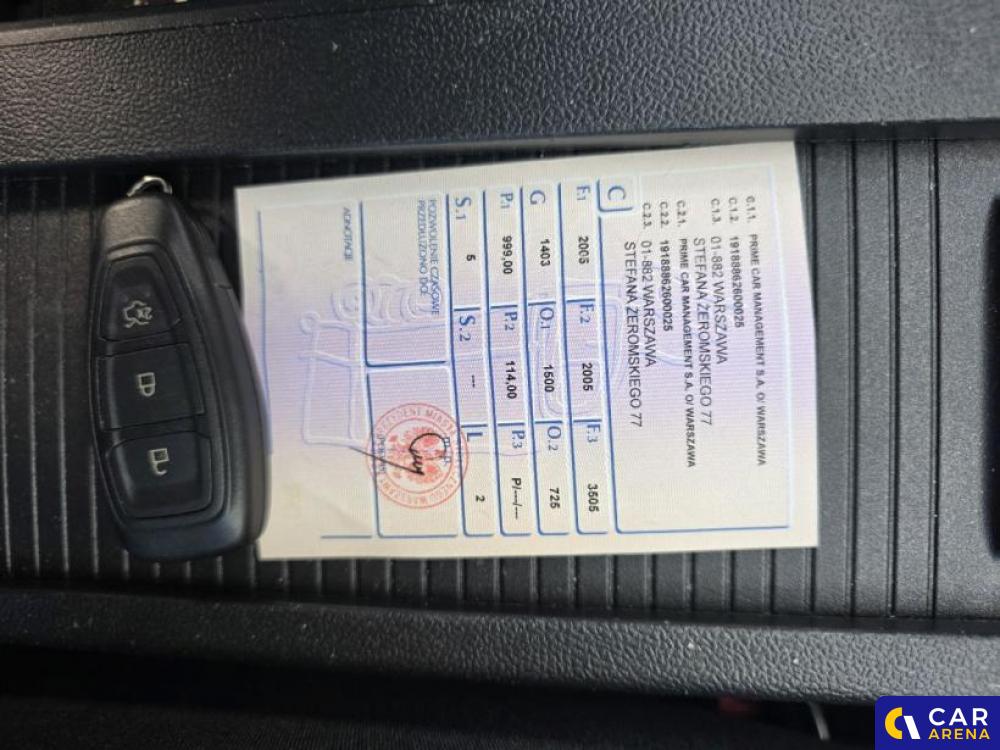 C.1.1. PRIME CAR MANAGEMENT S.A. O/ WARSZAWA
C.1.2. 19188862600025
C.1.3. 01-882 WARSZAWA
STEFANA ŻEROMSKIEGO 77
C.2.1. PRIME CAR MANAGEMENT S.A. O/ WARSZAWA
C.2.2. 19188862600025
C.2.3. 01-882 WARSZAWA
STEFANA ŻEROMSKIEGO 77
C
F.1 2005 F.2 2005 F.3 3505
G 1403 O.1 1500 O.2 725
P.1 999,00 P.2 114,00 P.3 P/---/---
S.1 5 S.2 --- L 2
POZWOLENIE CZASOWE
PRZEDŁUŻONO DO:
ADNOTACJE
CAR
ARENA